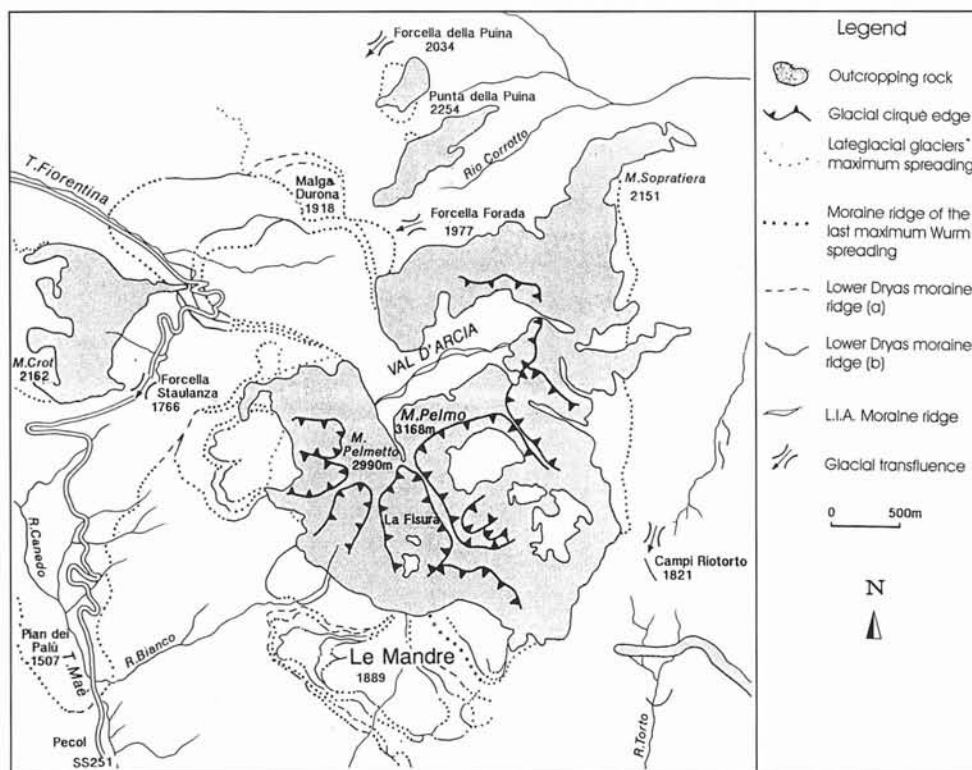 Forcella della Puina
2034
Punta della Puina
2254
T.Fiorentina
Malga
Durona
1918
Rio Corrotto
M.Sopratiera
2151
Forcella Forada
1977
VAL D'ARCIA
M.Crot
2162
Forcella
Staulanza
1766
M.Pelmo
3168m
M.
Pelmetto
2990m
La Fisura
R.Canedo
Campi Riotorto
1821
Pian dei
Palù
1507
T.Maè
R.Bianco
Le Mandre
1889
R.Torto
Pecol
SS251
Legend
Outcropping rock
Glacial cirquè edge
Lateglacial glaciers'
maximum spreading
Moraine ridge of the
last maximum Wurm
spreading
Lower Dryas moraine
ridge (a)
Lower Dryas moraine
ridge (b)
L.I.A. Moraine ridge
Glacial transfluence
0 500m
N